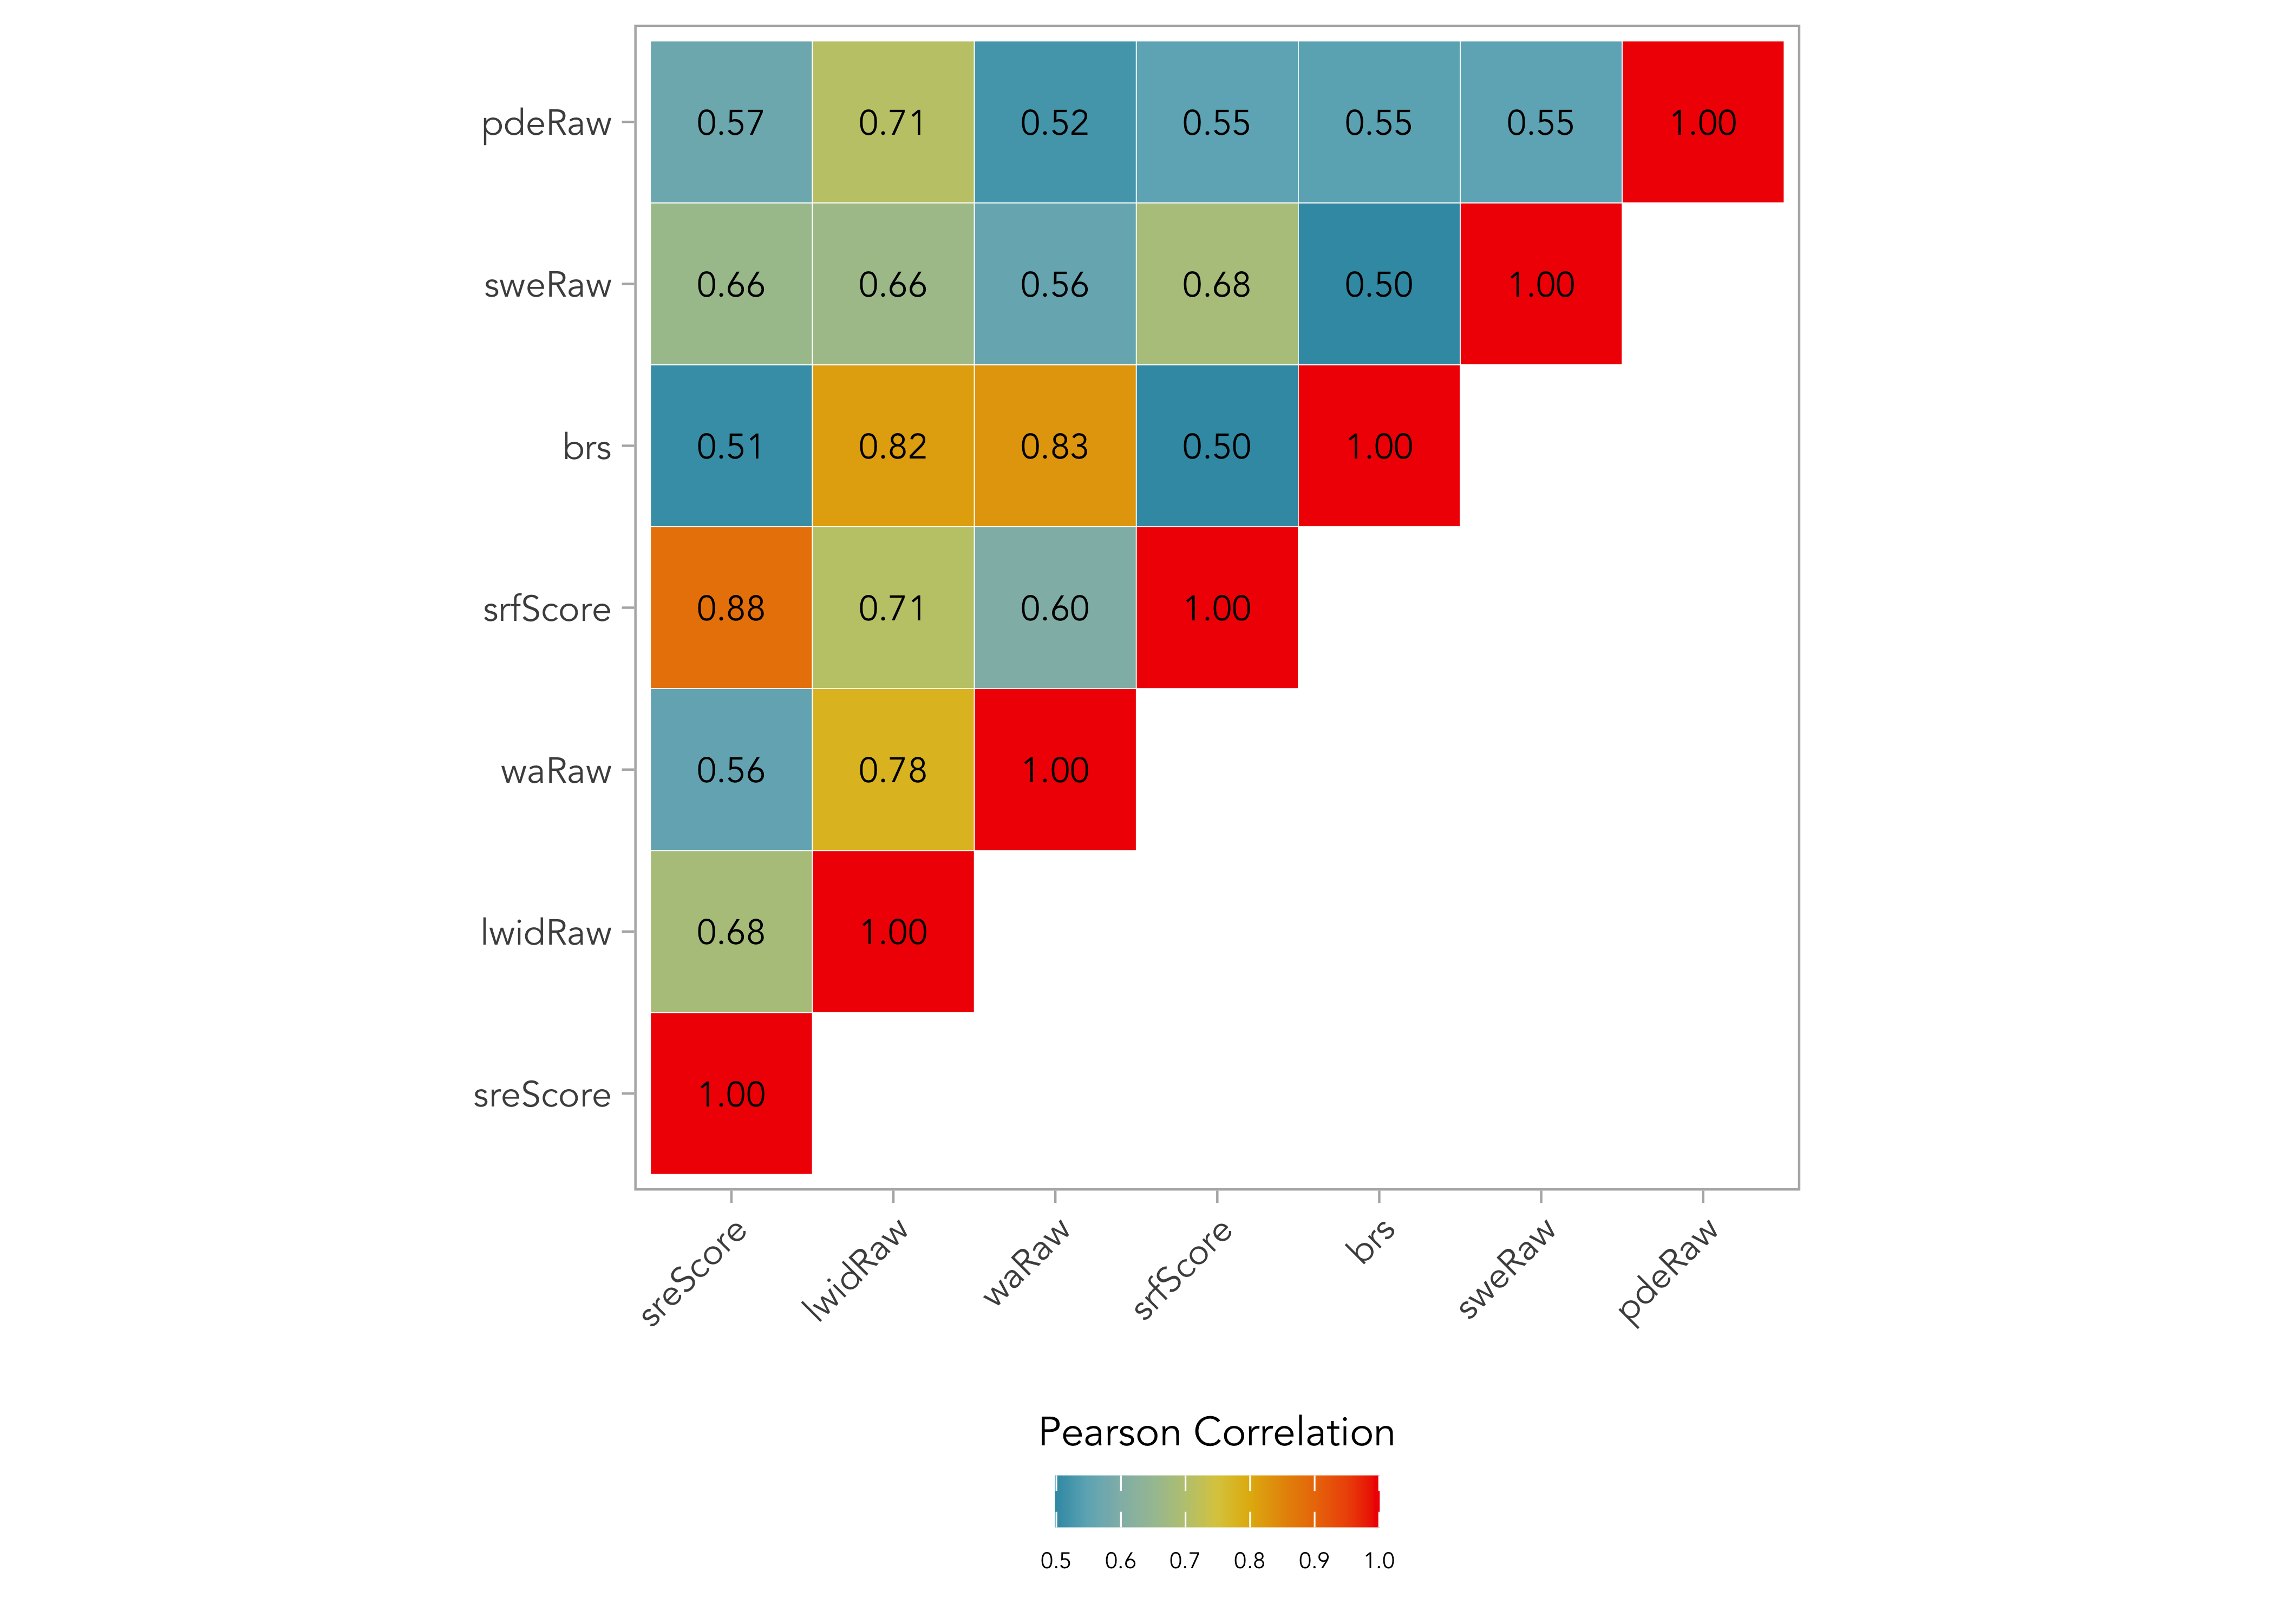 pdeRaw 0.57 0.71 0.52 0.55 0.55 0.55 1.00
sweRaw 0.66 0.66 0.56 0.68 0.50 1.00
brs 0.51 0.82 0.83 0.50 1.00
srfScore 0.88 0.71 0.60 1.00
waRaw 0.56 0.78 1.00
lwidRaw 0.68 1.00
sreScore 1.00
sreScore lwidRaw waRaw srfScore brs sweRaw pdeRaw
Pearson Correlation
0.5 0.6 0.7 0.8 0.9 1.0